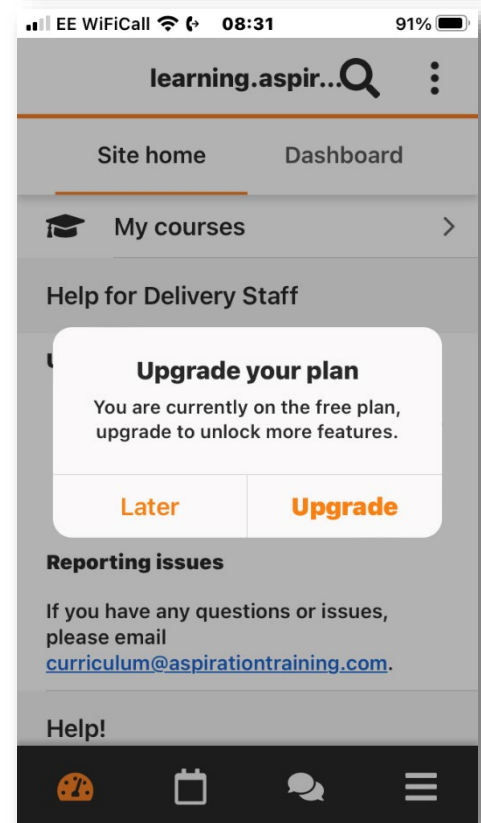 EE WiFiCall 08:31 91%
learning.aspir...
Site home Dashboard
My courses
Help for Delivery Staff
Upgrade your plan
You are currently on the free plan,
upgrade to unlock more features.
Later Upgrade
Reporting issues
If you have any questions or issues,
please email
curriculum@aspirationtraining.com.
Help!